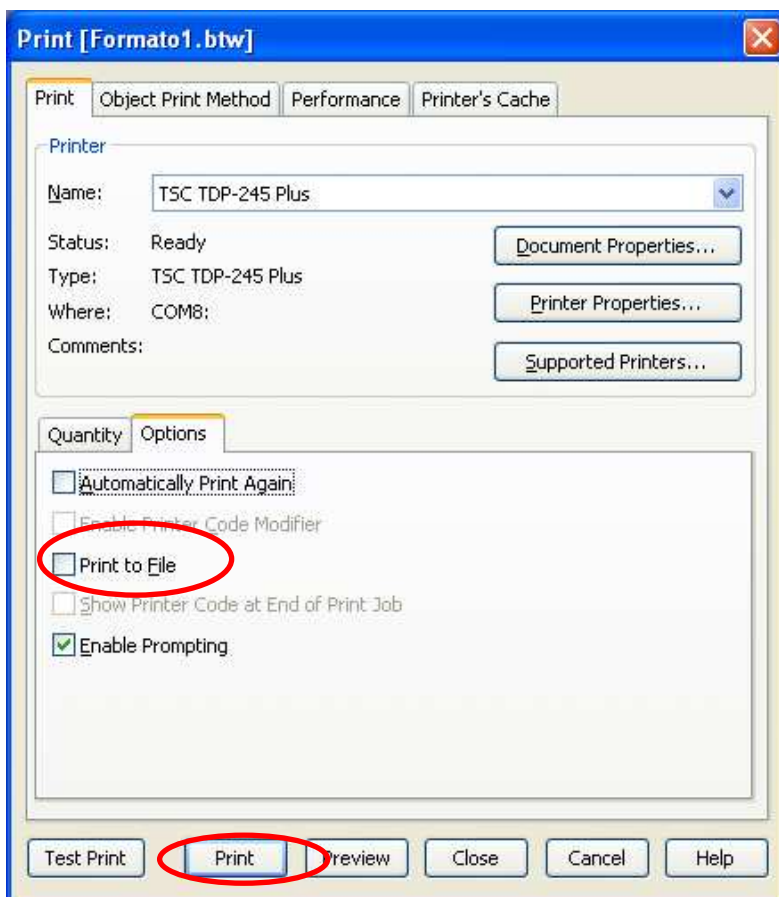 Print [Formato1.btw]
Print Object Print Method Performance Printer's Cache
Printer
Name: TSC TDP-245 Plus
Status: Ready Document Properties...
Type: TSC TDP-245 Plus
Where: COM8: Printer Properties...
Comments: Supported Printers...
Quantity Options
Automatically Print Again
Enable Printer Code Modifier
Print to File
Show Printer Code at End of Print Job
Enable Prompting
Test Print Print Preview Close Cancel Help